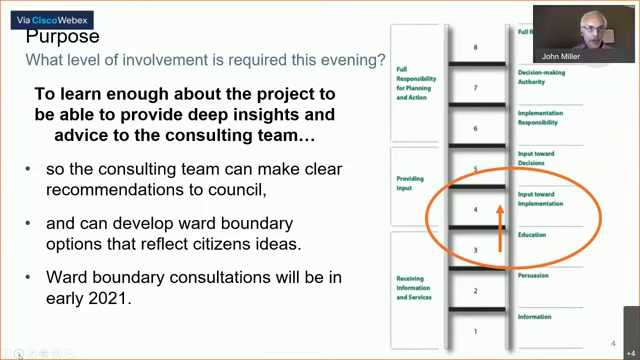 Via Cisco Webex
Purpose
What level of involvement is required this evening?
To learn enough about the project to
be able to provide deep insights and
advice to the consulting team…
• so the consulting team can make clear
recommendations to council,
• and can develop ward boundary
options that reflect citizens ideas.
• Ward boundary consultations will be in
early 2021.
Full
Responsibility
for Planning
and Action
Providing
Input
Receiving
Information
and Services
8
7
6
5
4
3
2
1
Decision-making
Authority
Implementation
Responsibility
Input toward
Decisions
Input toward
Implementation
Education
Persuasion
Information
John Miller
4
+4